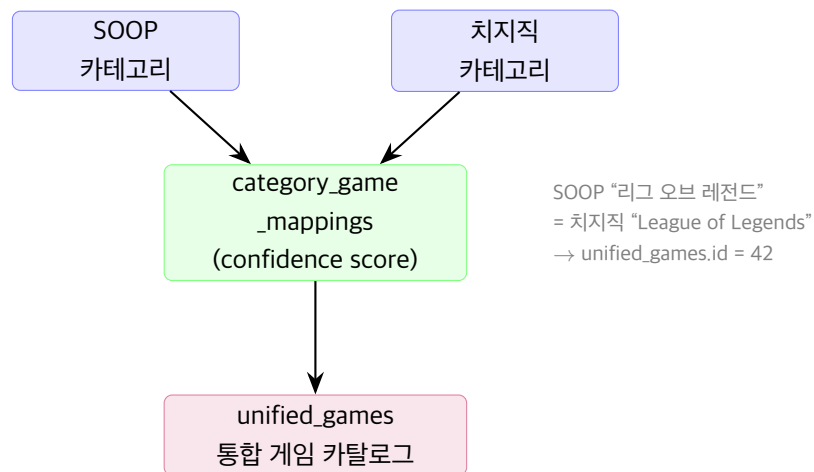 SOOP
카테고리
치지직
카테고리
category_game
_mappings
(confidence score)
SOOP “리그 오브 레전드”
= 치지직 “League of Legends”
→ unified_games.id = 42
unified_games
통합 게임 카탈로그